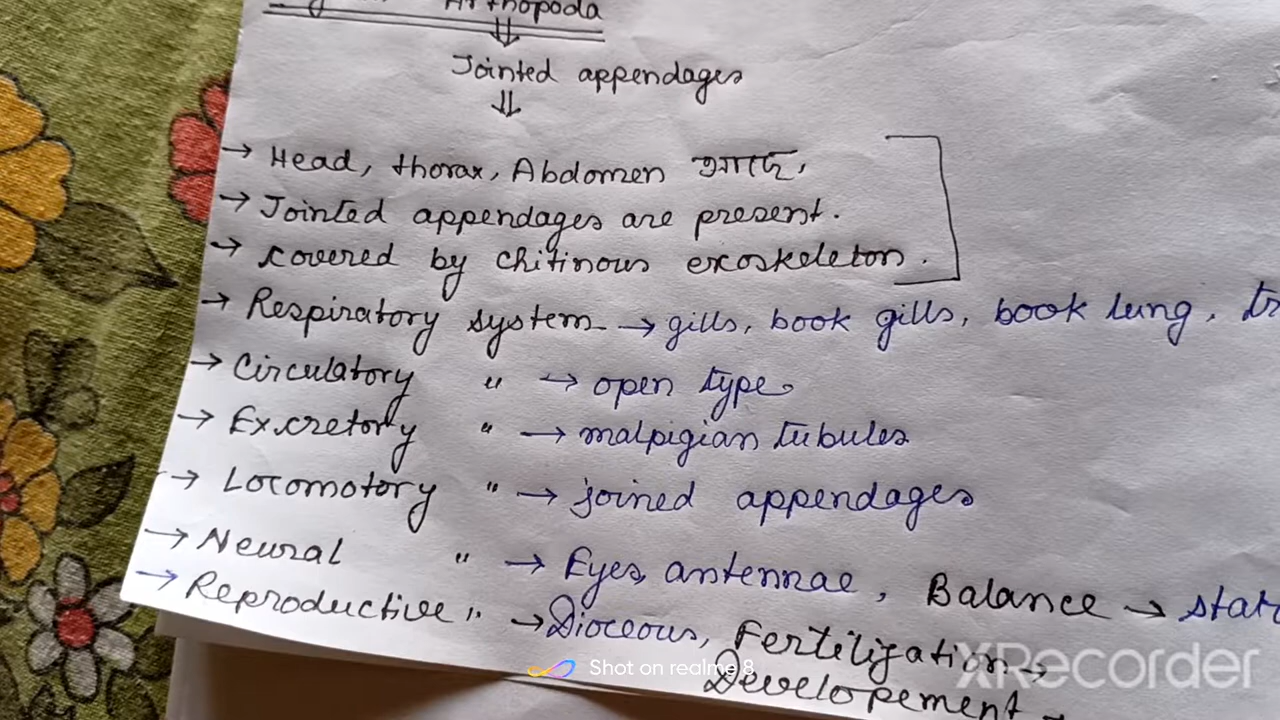 Arthopoda
⇓
Jointed appendages
⇓
→ Head, thorax, Abdomen
→ Jointed appendages are present.
→ covered by chitinous exoskeleton.
→ Respiratory system → gills, book gills, book lung, tr
→ Circulatory " → open type
→ Excretory " → malpigian tubules
→ Locomotory " → joined appendages
→ Neural " → Eyes, antennae, Balance → stat
→ Reproductive " → Dioceous, Fertilization →
Developement →
Shot on realme 8
XRecorder